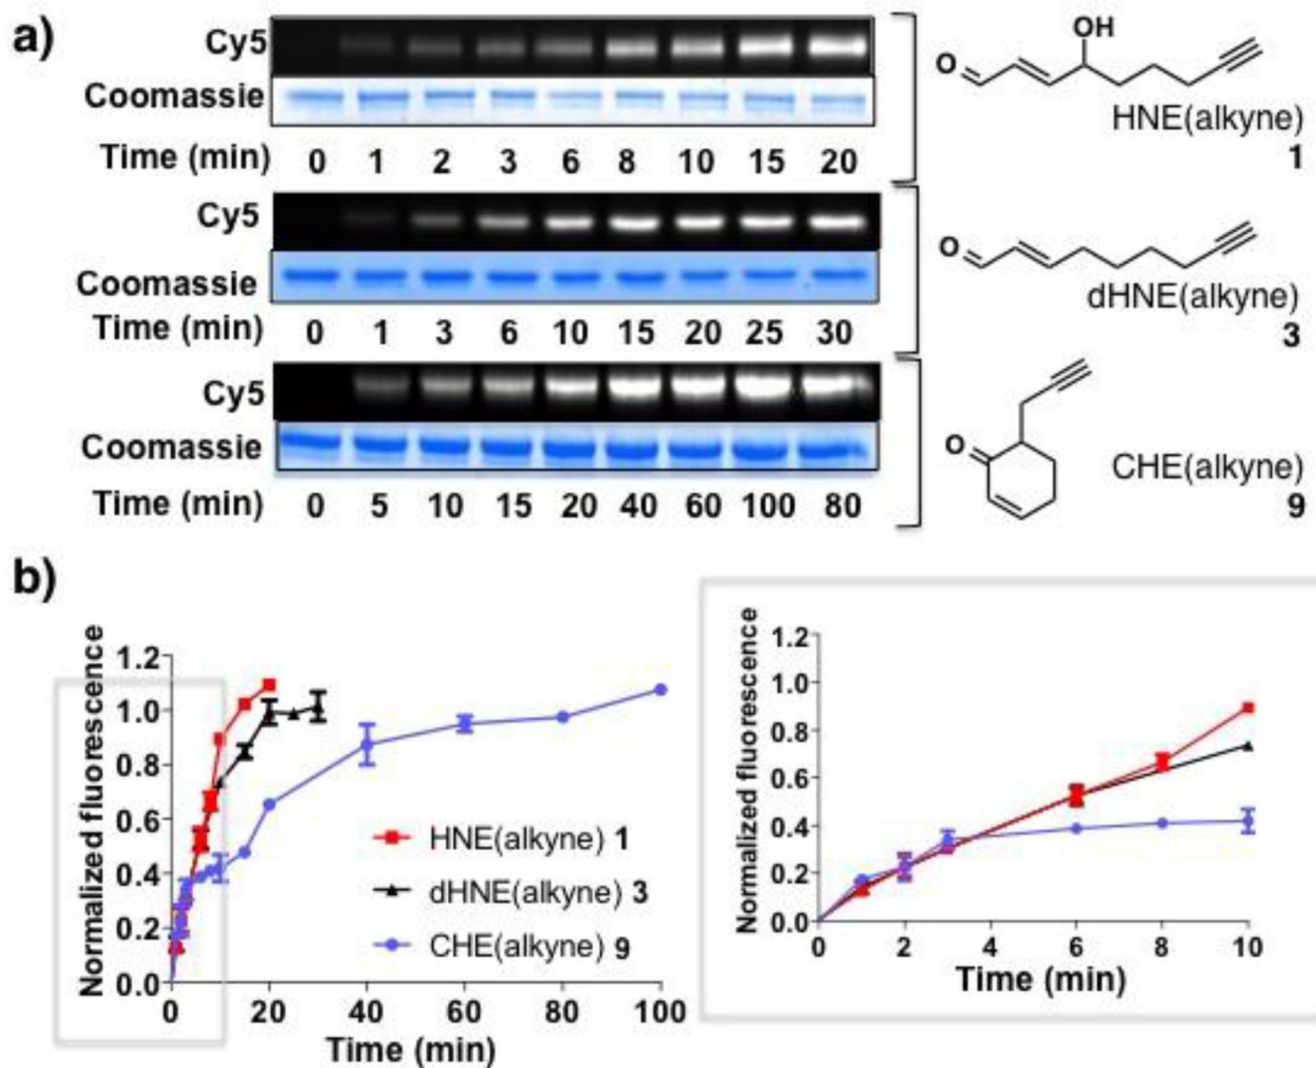 a)
Cy5
Coomassie
Time (min) 0 1 2 3 6 8 10 15 20
O OH
HNE(alkyne)
1
Cy5
Coomassie
Time (min) 0 1 3 6 10 15 20 25 30
O
dHNE(alkyne)
3
Cy5
Coomassie
Time (min) 0 5 10 15 20 40 60 100 80
O
CHE(alkyne)
9
b)
Normalized fluorescence
1.2
1.0
0.8
0.6
0.4
0.2
0.0
0 20 40 60 80 100
Time (min)
HNE(alkyne) 1
dHNE(alkyne) 3
CHE(alkyne) 9
Normalized fluorescence
1.2
1.0
0.8
0.6
0.4
0.2
0.0
0 2 4 6 8 10
Time (min)